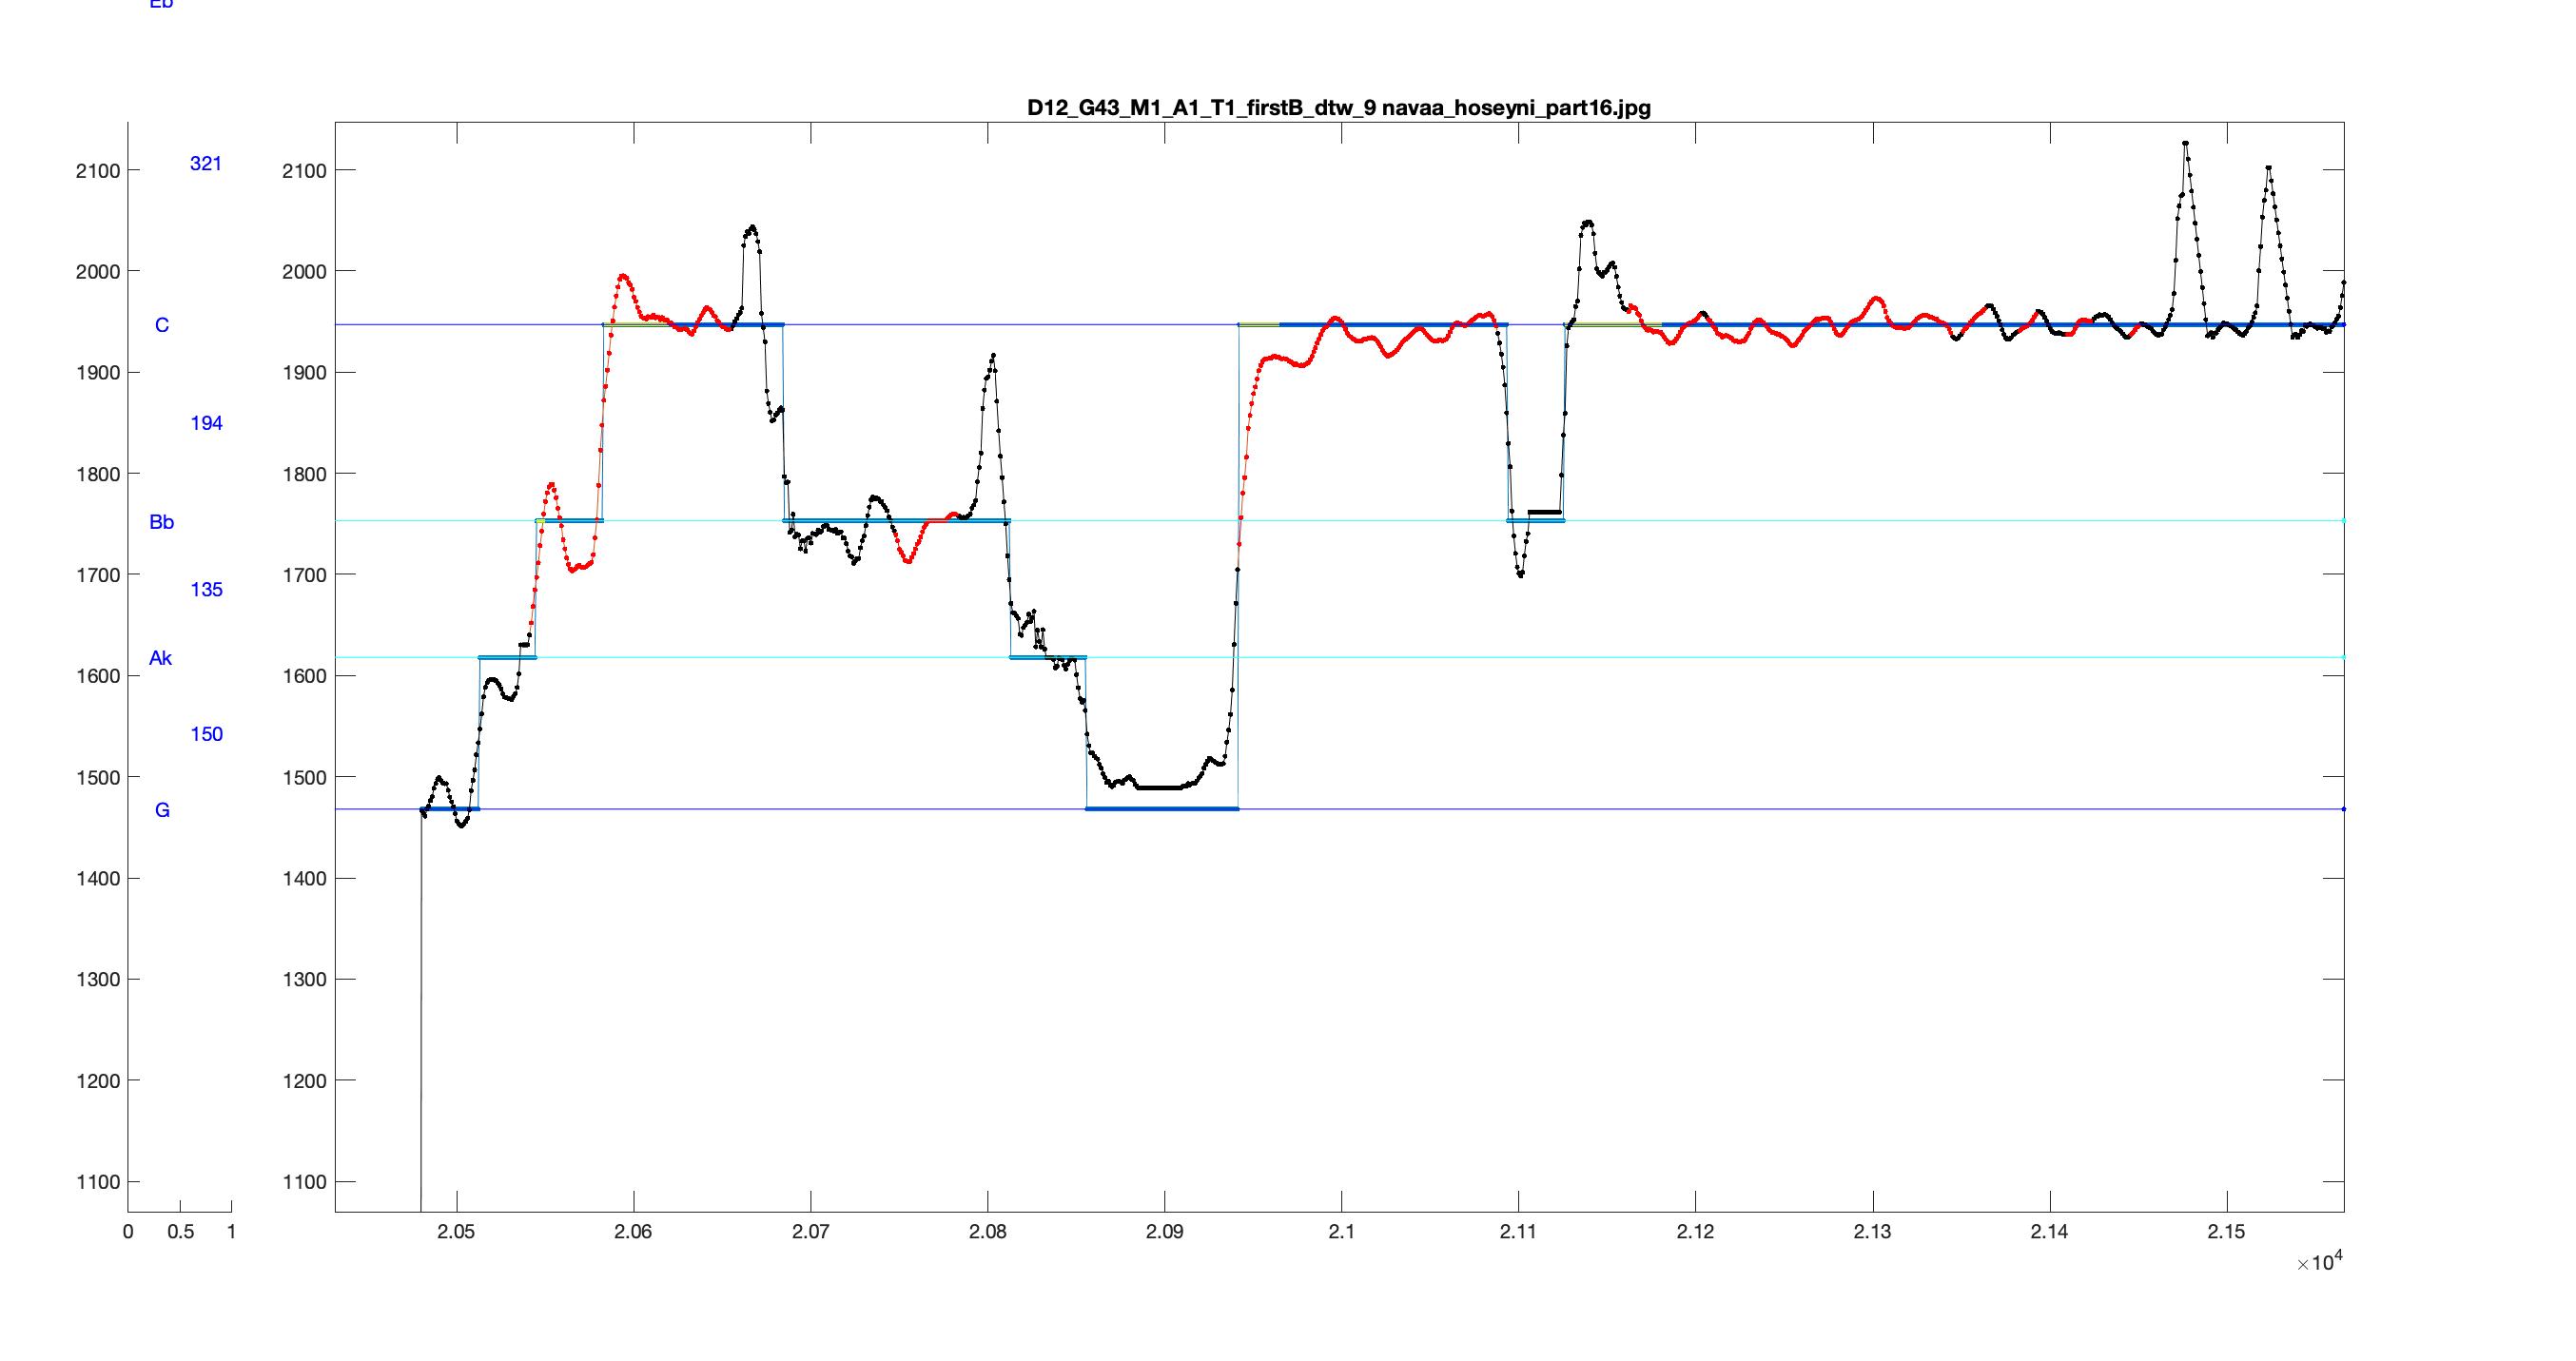 Eb
D12_G43_M1_A1_T1_firstB_dtw_9 navaa_hoseyni_part16.jpg
2100 321 2100
2000 2000
C
1900 1900
194
1800 1800
Bb
1700 135 1700
Ak
1600 1600
150
1500 1500
G
1400 1400
1300 1300
1200 1200
1100 1100
0 0.5 1 2.05 2.06 2.07 2.08 2.09 2.1 2.11 2.12 2.13 2.14 2.15
×10⁴